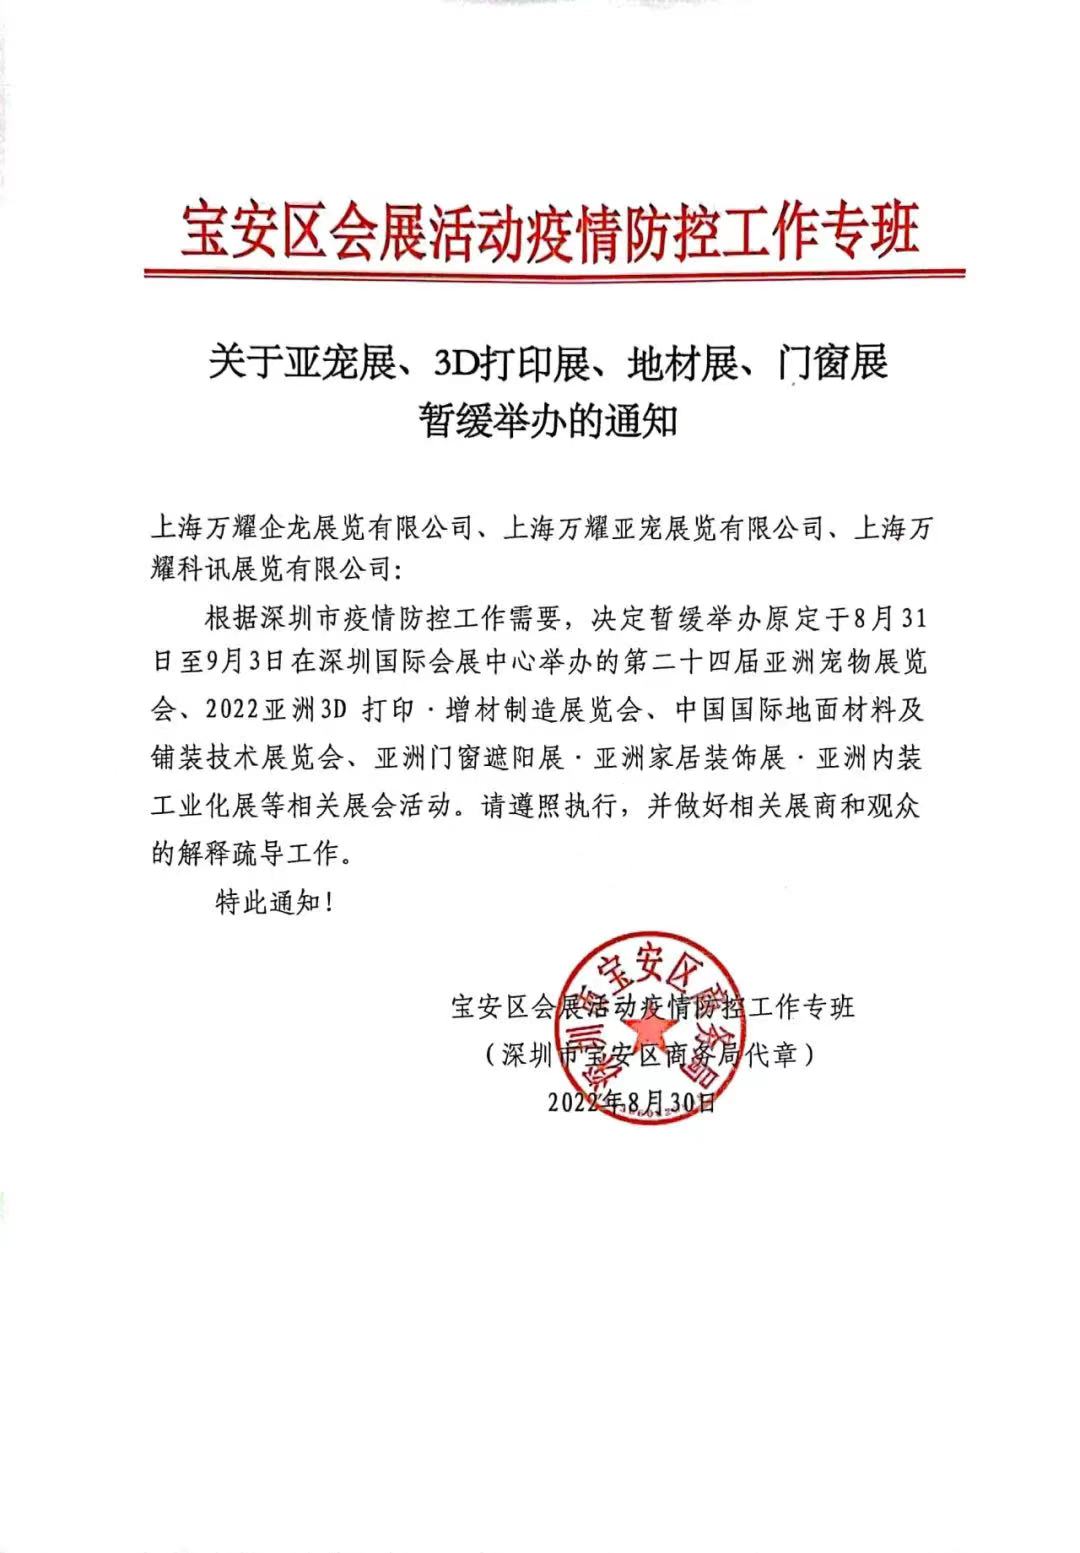 宝安区会展活动疫情防控工作专班
关于亚宠展、3D打印展、地材展、门窗展
暂缓举办的通知
上海万耀企龙展览有限公司、上海万耀亚宠展览有限公司、上海万
耀科讯展览有限公司:
根据深圳市疫情防控工作需要，决定暂缓举办原定于8月31
日至9月3日在深圳国际会展中心举办的第二十四届亚洲宠物展览
会、2022亚洲3D 打印·增材制造展览会、中国国际地面材料及
铺装技术展览会、亚洲门窗遮阳展·亚洲家居装饰展·亚洲内装
工业化展等相关展会活动。请遵照执行，并做好相关展商和观众
的解释疏导工作。
特此通知!
宝安区会展活动疫情防控工作专班
（深圳市宝安区商务局代章）
2022年8月30日
深圳市宝安区商务局